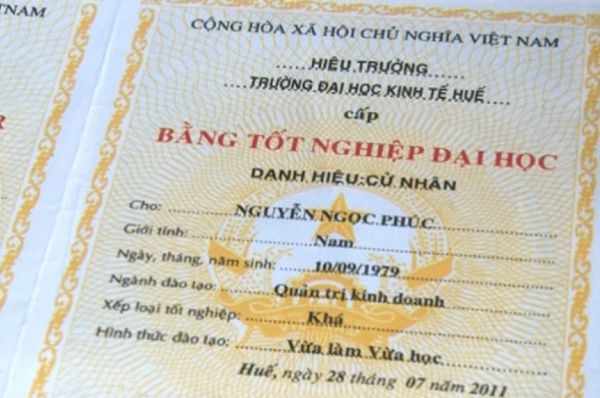 TNAM
CỘNG HÒA XÃ HỘI CHỦ NGHĨA VIỆT NAM
......HIỆU TRƯỞNG......
....TRƯỜNG ĐẠI HỌC KINH TẾ HUẾ....
cấp
R
BẰNG TỐT NGHIỆP ĐẠI HỌC
DANH HIỆU:CỬ NHÂN
Cho: NGUYỄN NGỌC PHÚC
Giới tính: Nam
Ngày, tháng, năm sinh: 10/09/1979
Ngành đào tạo: Quản trị kinh doanh
Xếp loại tốt nghiệp: Khá
Hình thức đào tạo: Vừa làm Vừa học
Huế, ngày 28 tháng 07 năm 2011